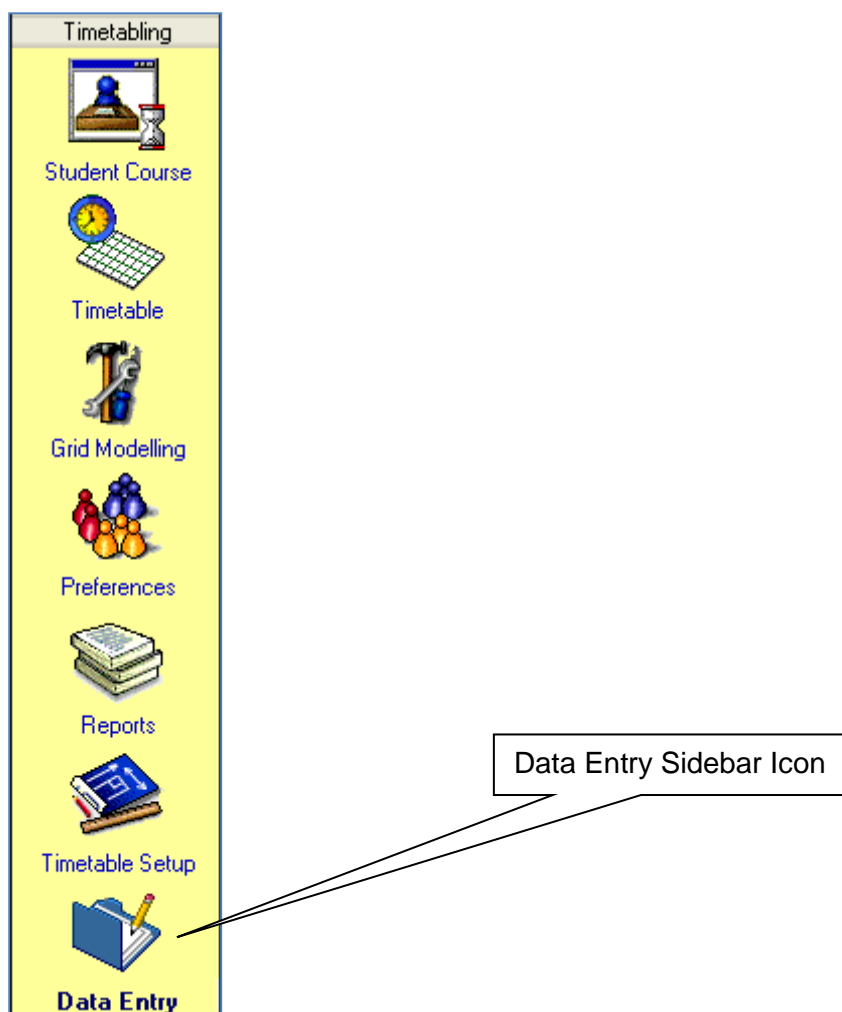 Timetabling
Student Course
Timetable
Grid Modelling
Preferences
Reports
Data Entry Sidebar Icon
Timetable Setup
Data Entry